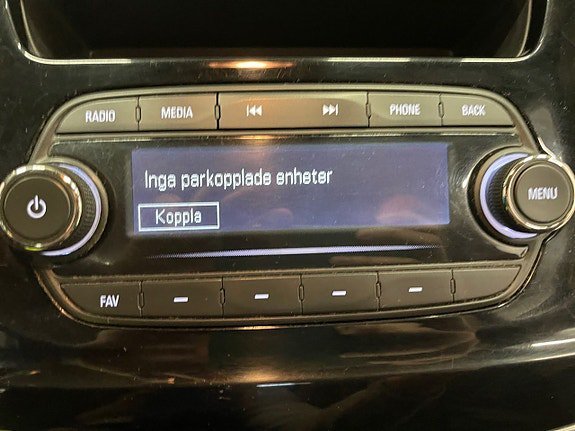 RADIO MEDIA PHONE BACK
Inga parkopplade enheter
Koppla
MENU
FAV